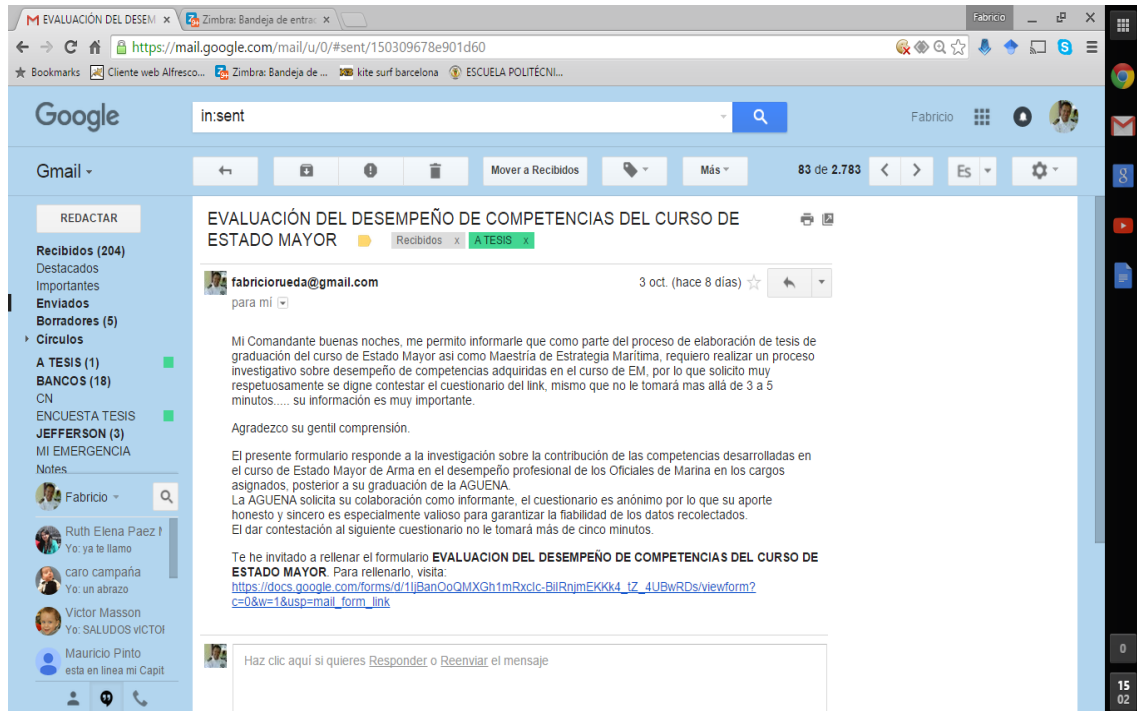 EVALUACIÓN DEL DESEM
Zimbra: Bandeja de entrac
Fabricio
https://mail.google.com/mail/u/0/#sent/150309678e901d60
Bookmarks Cliente web Alfresco... Zimbra: Bandeja de ... kite surf barcelona ESCUELA POLITÉCNI...
Google
in:sent
Fabricio
Gmail
Mover a Recibidos
Más
83 de 2.783
Es
REDACTAR
Recibidos (204)
Destacados
Importantes
Enviados
Borradores (5)
Círculos
A TESIS (1)
BANCOS (18)
CN
ENCUESTA TESIS
JEFFERSON (3)
MI EMERGENCIA
Notes
Fabricio
Ruth Elena Paez
Yo: ya te llamo
caro campaña
Yo: un abrazo
Victor Masson
Yo: SALUDOS vICTO
Mauricio Pinto
esta en linea mi Capit
EVALUACIÓN DEL DESEMPEÑO DE COMPETENCIAS DEL CURSO DE
ESTADO MAYOR Recibidos x A TESIS x
fabriciorueda@gmail.com
3 oct. (hace 8 días)
para mí
Mi Comandante buenas noches, me permito informarle que como parte del proceso de elaboración de tesis de
graduación del curso de Estado Mayor asi como Maestría de Estrategia Marítima, requiero realizar un proceso
investigativo sobre desempeño de competencias adquiridas en el curso de EM, por lo que solicito muy
respetuosamente se digne contestar el cuestionario del link, mismo que no le tomará mas allá de 3 a 5
minutos..... su información es muy importante.
Agradezco su gentil comprensión.
El presente formulario responde a la investigación sobre la contribución de las competencias desarrolladas en
el curso de Estado Mayor de Arma en el desempeño profesional de los Oficiales de Marina en los cargos
asignados, posterior a su graduación de la AGUENA.
La AGUENA solicita su colaboración como informante, el cuestionario es anónimo por lo que su aporte
honesto y sincero es especialmente valioso para garantizar la fiabilidad de los datos recolectados.
El dar contestación al siguiente cuestionario no le tomará más de cinco minutos.
Te he invitado a rellenar el formulario EVALUACION DEL DESEMPEÑO DE COMPETENCIAS DEL CURSO DE
ESTADO MAYOR. Para rellenarlo, visita:
https://docs.google.com/forms/d/1IjBanOoQMXGh1mRxcIc-BiIRnjmEKKk4_tZ_4UBwRDs/viewform?
c=0&w=1&usp=mail_form_link
Haz clic aquí si quieres Responder o Reenviar el mensaje
0
15
02